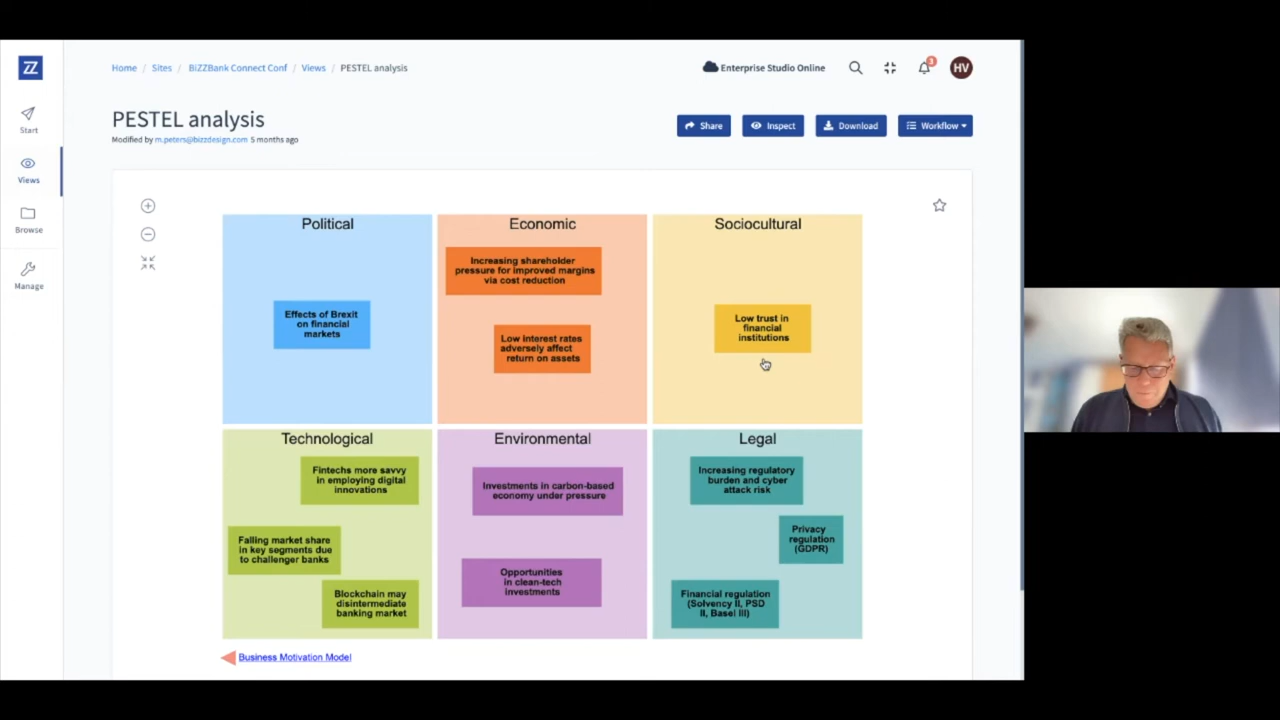 Home / Sites / BiZZBank Connect Conf / Views / PESTEL analysis
Enterprise Studio Online
3
HV
ZZ
Start
Views
Browse
Manage
PESTEL analysis
Modified by m.peters@bizzdesign.com 5 months ago
Share
Inspect
Download
Workflow
Political
Effects of Brexit
on financial
markets
Economic
Increasing shareholder
pressure for improved margins
via cost reduction
Low interest rates
adversely affect
return on assets
Sociocultural
Low trust in
financial
institutions
Technological
Fintechs more savvy
in employing digital
innovations
Falling market share
in key segments due
to challenger banks
Blockchain may
disintermediate
banking market
Environmental
Investments in carbon-based
economy under pressure
Opportunities
in clean-tech
investments
Legal
Increasing regulatory
burden and cyber
attack risk
Privacy
regulation
(GDPR)
Financial regulation
(Solvency II, PSD
II, Basel III)
Business Motivation Model